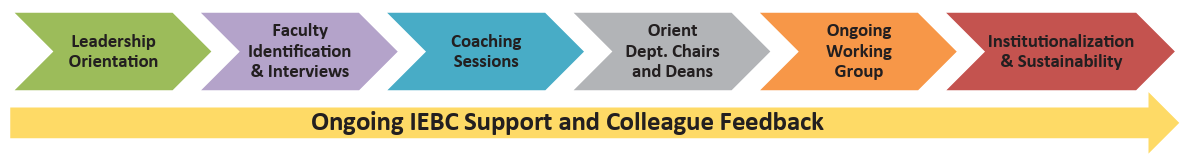 Leadership
Orientation
Faculty
Identification
& Interviews
Coaching
Sessions
Orient
Dept. Chairs
and Deans
Ongoing
Working
Group
Institutionalization
& Sustainability
Ongoing IEBC Support and Colleague Feedback